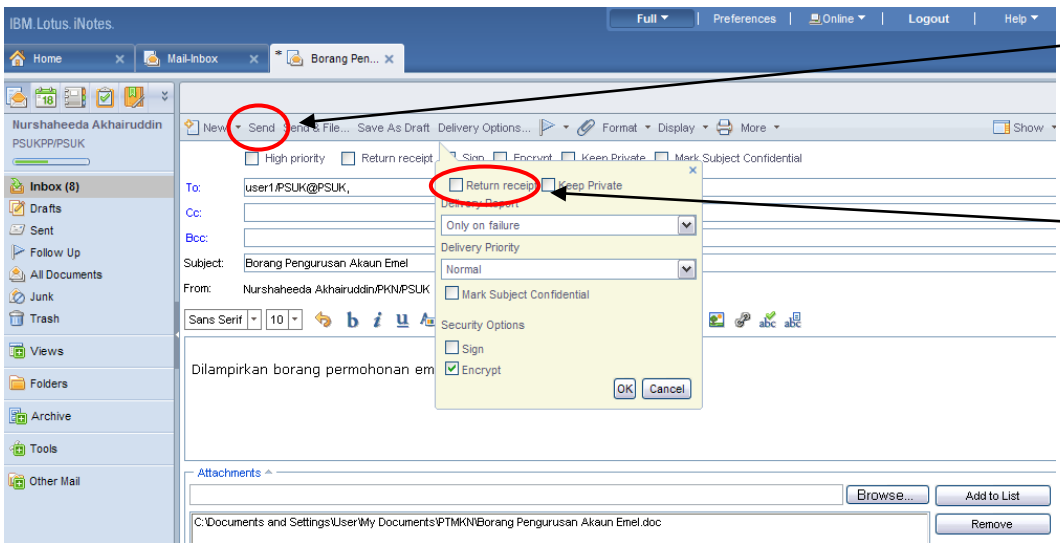 IBM.Lotus.iNotes.
Full Preferences Online Logout Help
Home Mail-Inbox * Borang Pen...
18
Nurshaheeda Akhairuddin
PSUKPP/PSUK
New Send Send & File... Save As Draft Delivery Options... Format Display More Show
High priority Return receipt Sign Encrypt Keep Private Mark Subject Confidential
Inbox (8)
Drafts
Sent
Follow Up
All Documents
Junk
Trash
Views
Folders
Archive
Tools
Other Mail
To: user1/PSUK@PSUK,
Cc:
Bcc:
Subject: Borang Pengurusan Akaun Emel
From: Nurshaheeda Akhairuddin/PKN/PSUK
Sans Serif 10 b i u A abc abc
Return receipt Keep Private
Delivery Report
Only on failure
Delivery Priority
Normal
Mark Subject Confidential
Security Options
Sign
Encrypt
OK Cancel
Dilampirkan borang permohonan em
Attachments
Browse... Add to List
C:\Documents and Settings\User\My Documents\PTMKN\Borang Pengurusan Akaun Emel.doc
Remove